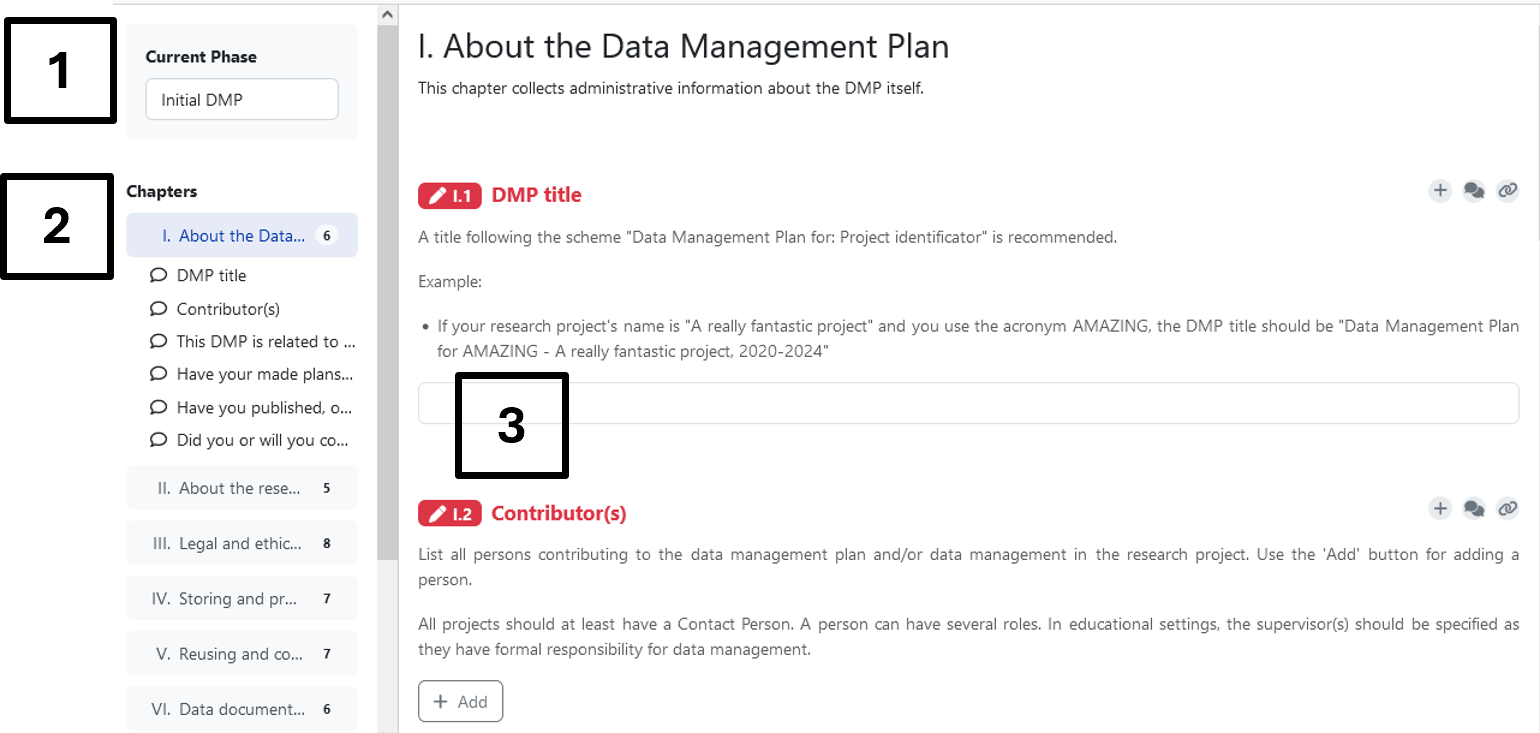 1
Current Phase
Initial DMP
2
Chapters
I. About the Data... 6
DMP title
Contributor(s)
This DMP is related to ...
Have your made plans...
Have you published, o...
Did you or will you co...
II. About the rese... 5
III. Legal and ethic... 8
IV. Storing and pr... 7
V. Reusing and co... 7
VI. Data document... 6
I. About the Data Management Plan
This chapter collects administrative information about the DMP itself.
I.1 DMP title
A title following the scheme "Data Management Plan for: Project identificator" is recommended.
Example:
• If your research project's name is "A really fantastic project" and you use the acronym AMAZING, the DMP title should be "Data Management Plan
for AMAZING - A really fantastic project, 2020-2024"
3
I.2 Contributor(s)
List all persons contributing to the data management plan and/or data management in the research project. Use the 'Add' button for adding a
person.
All projects should at least have a Contact Person. A person can have several roles. In educational settings, the supervisor(s) should be specified as
they have formal responsibility for data management.
+ Add